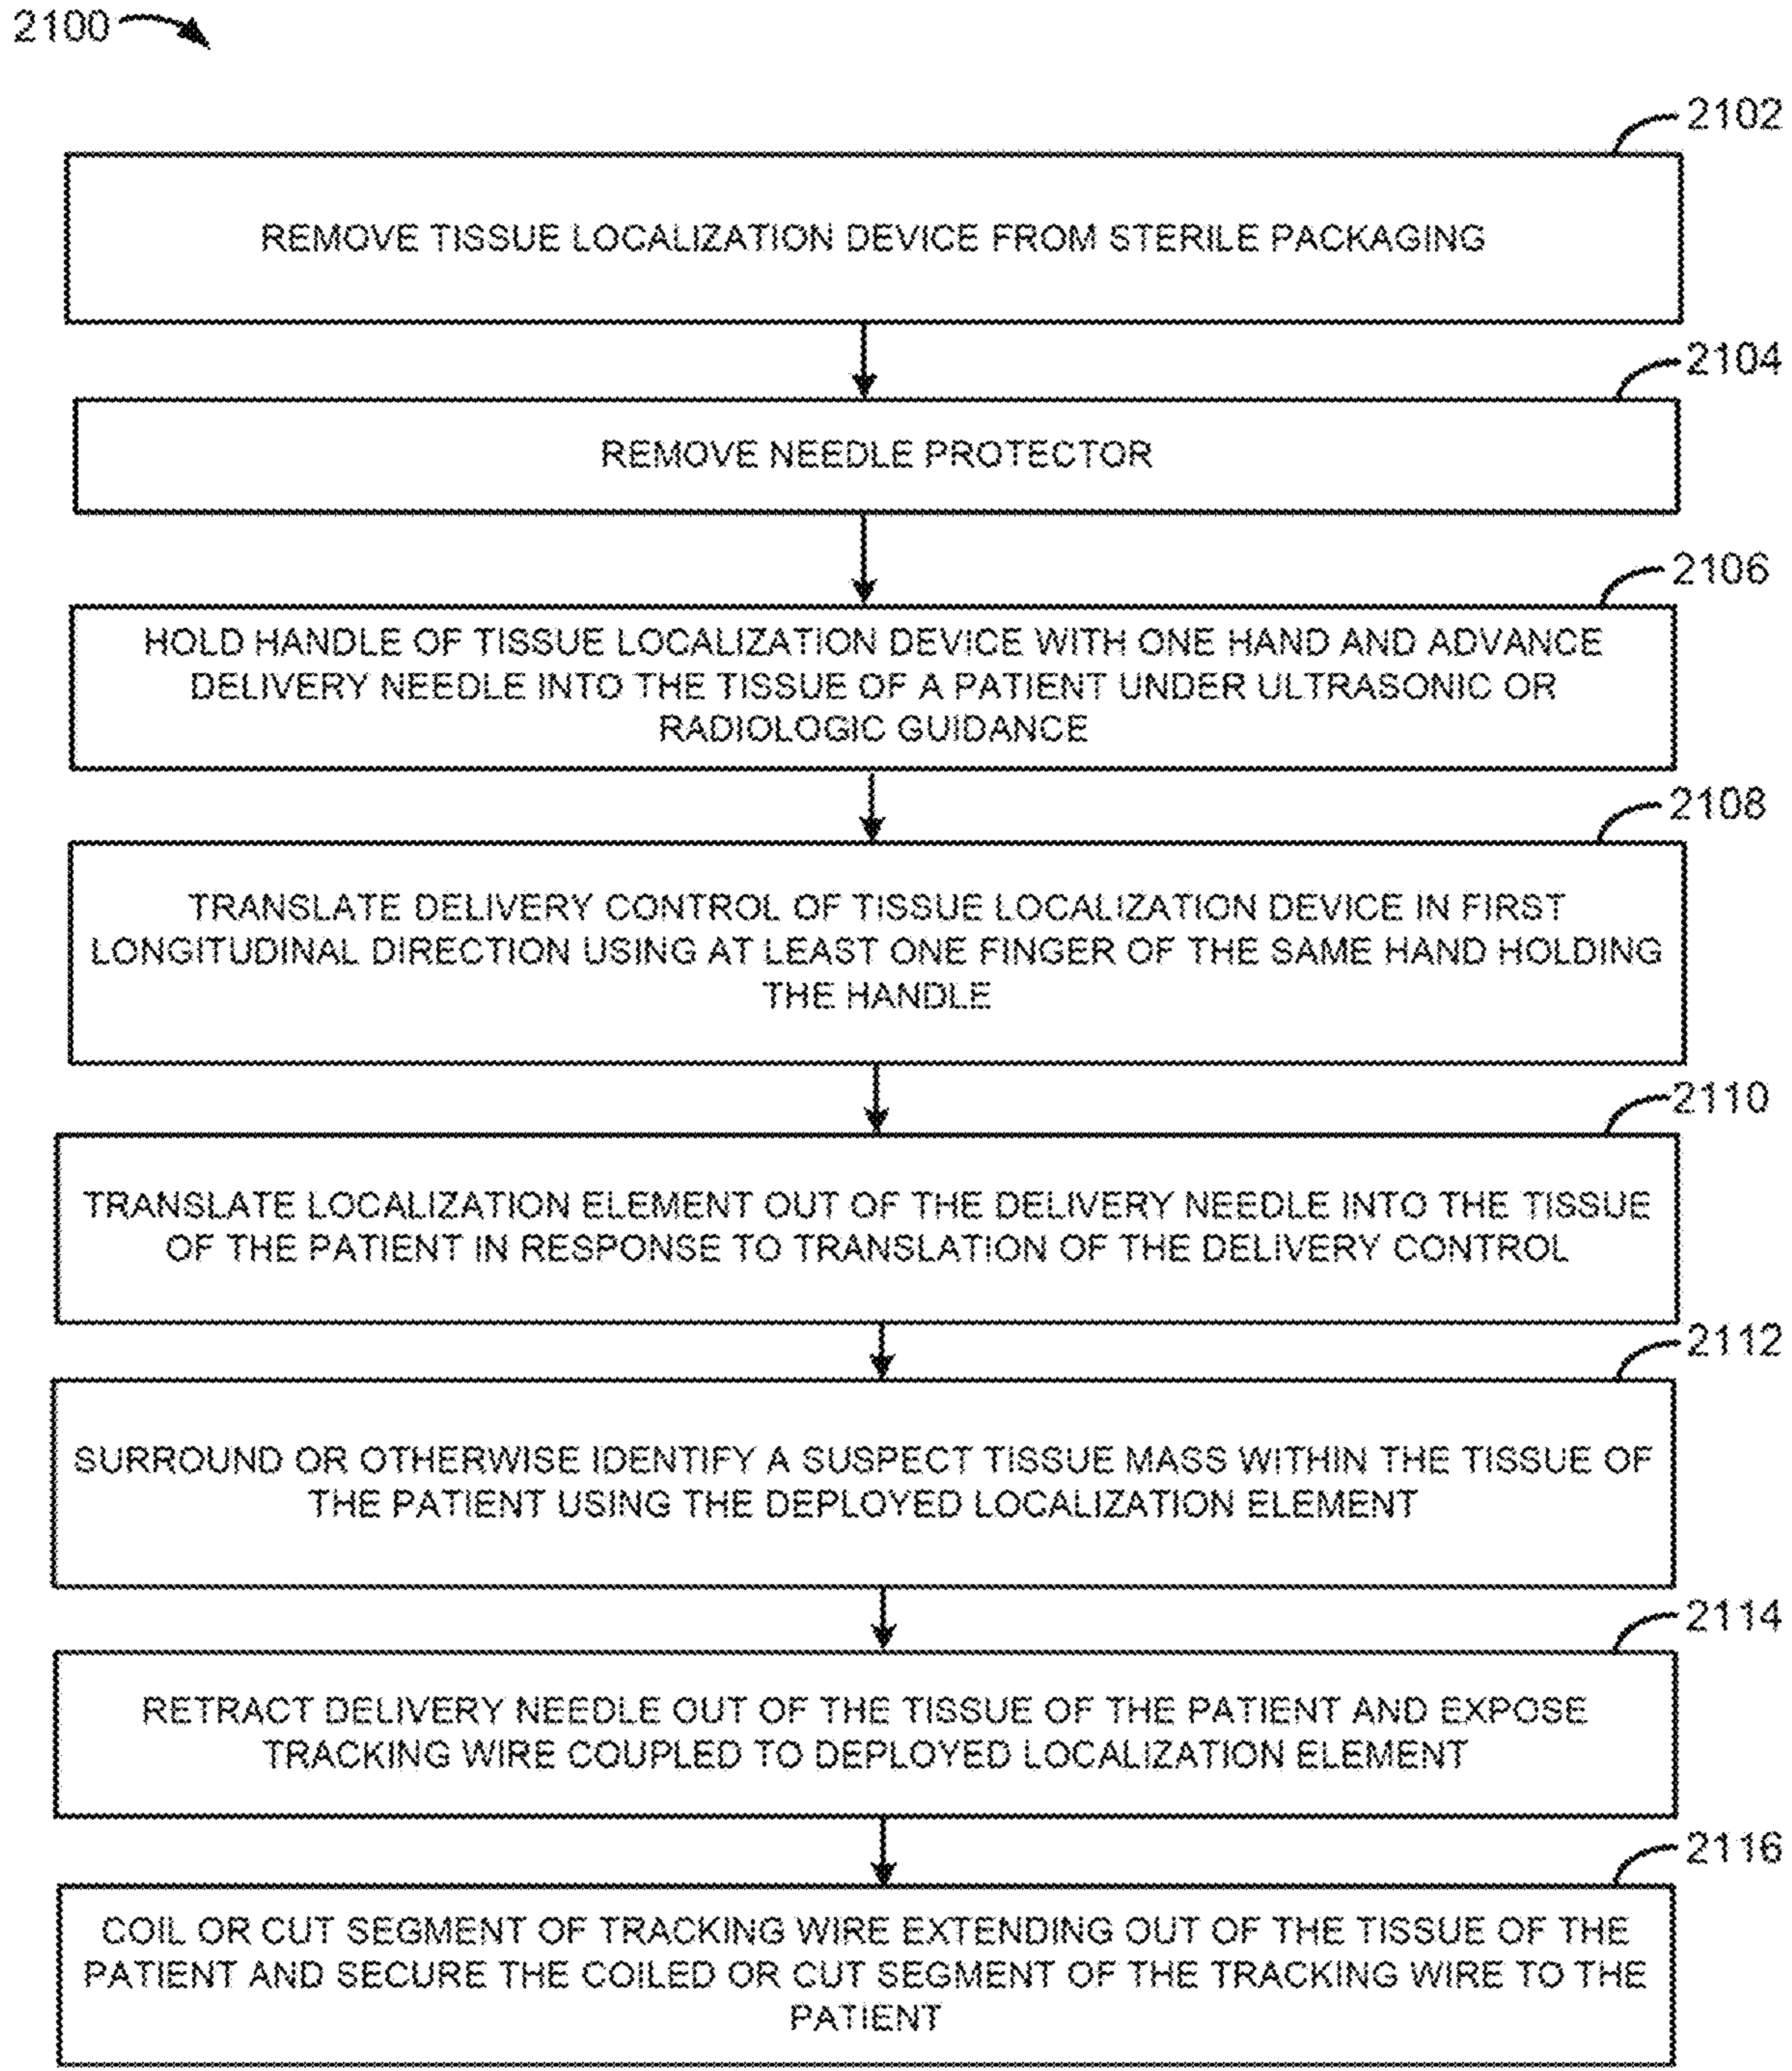 2100
2102
REMOVE TISSUE LOCALIZATION DEVICE FROM STERILE PACKAGING
2104
REMOVE NEEDLE PROTECTOR
2106
HOLD HANDLE OF TISSUE LOCALIZATION DEVICE WITH ONE HAND AND ADVANCE
DELIVERY NEEDLE INTO THE TISSUE OF A PATIENT UNDER ULTRASONIC OR
RADIOLOGIC GUIDANCE
2108
TRANSLATE DELIVERY CONTROL OF TISSUE LOCALIZATION DEVICE IN FIRST
LONGITUDINAL DIRECTION USING AT LEAST ONE FINGER OF THE SAME HAND HOLDING
THE HANDLE
2110
TRANSLATE LOCALIZATION ELEMENT OUT OF THE DELIVERY NEEDLE INTO THE TISSUE
OF THE PATIENT IN RESPONSE TO TRANSLATION OF THE DELIVERY CONTROL
2112
SURROUND OR OTHERWISE IDENTIFY A SUSPECT TISSUE MASS WITHIN THE TISSUE OF
THE PATIENT USING THE DEPLOYED LOCALIZATION ELEMENT
2114
RETRACT DELIVERY NEEDLE OUT OF THE TISSUE OF THE PATIENT AND EXPOSE
TRACKING WIRE COUPLED TO DEPLOYED LOCALIZATION ELEMENT
2116
COIL OR CUT SEGMENT OF TRACKING WIRE EXTENDING OUT OF THE TISSUE OF THE
PATIENT AND SECURE THE COILED OR CUT SEGMENT OF THE TRACKING WIRE TO THE
PATIENT